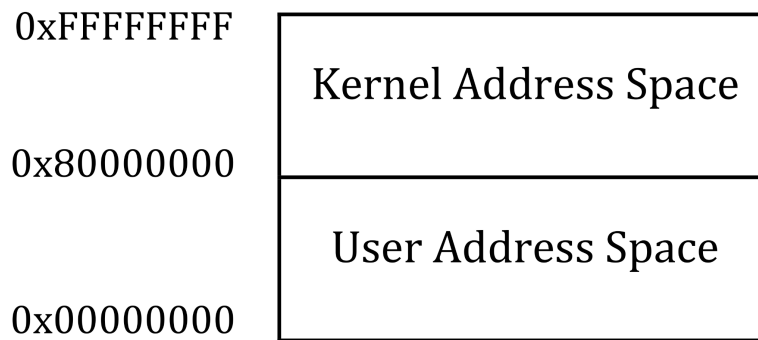 0xFFFFFFFF
Kernel Address Space
0x80000000
User Address Space
0x00000000